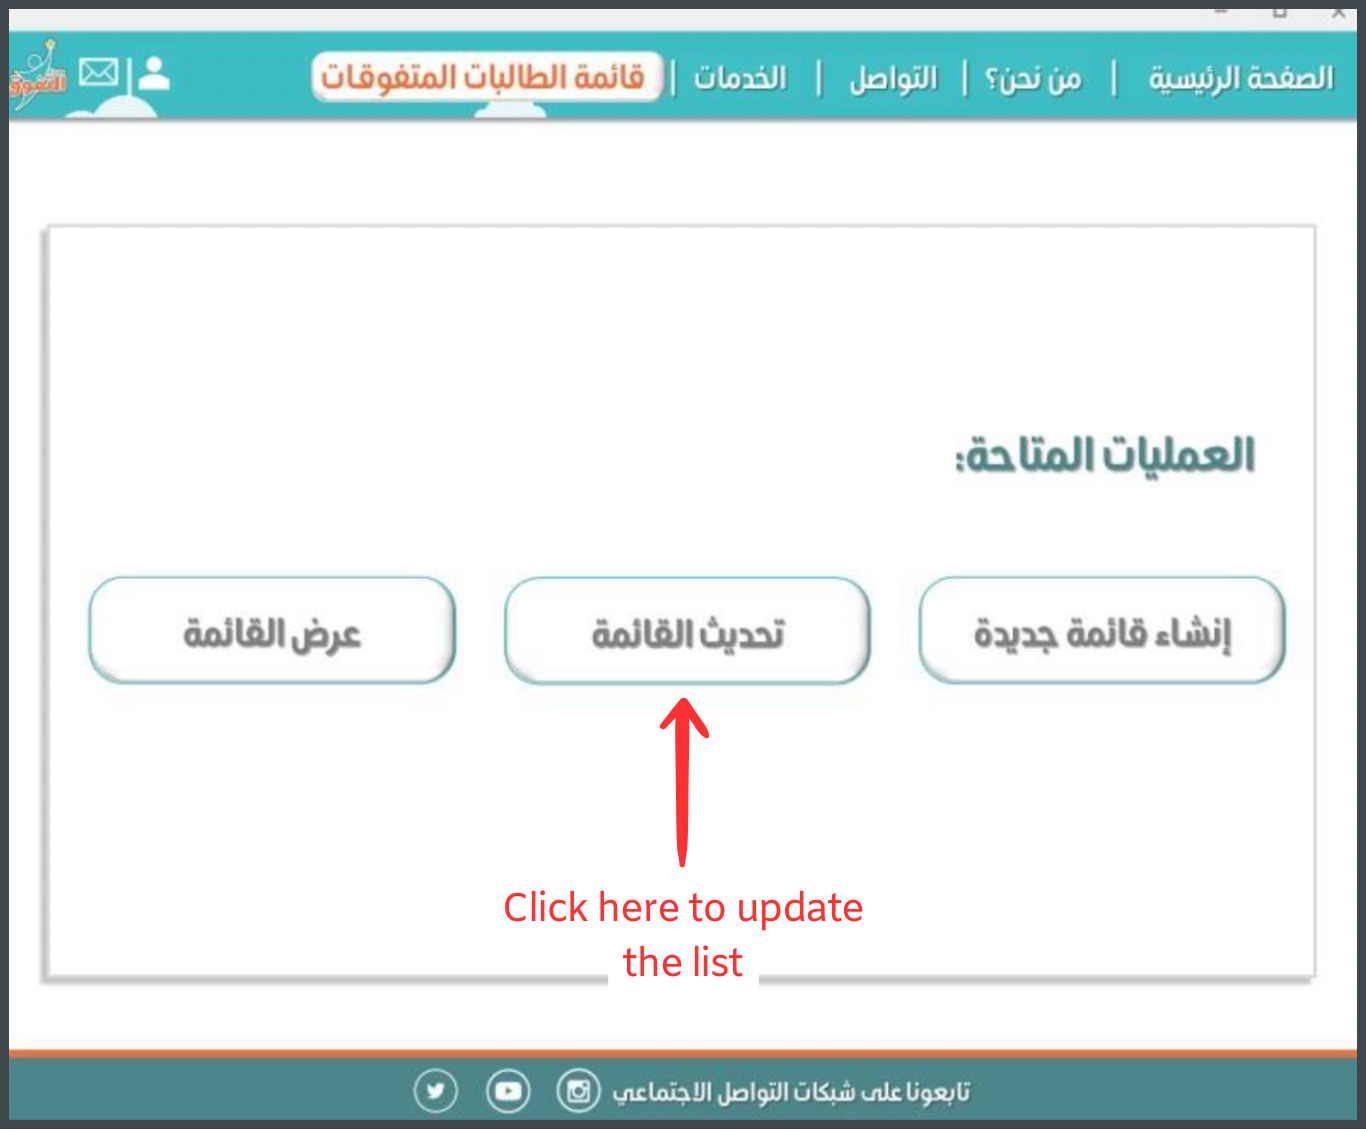 الصفحة الرئيسية | من نحن؟ | التواصل | الخدمات | قائمة الطالبات المتفوقات
التفوق
العمليات المتاحة:
إنشاء قائمة جديدة
تحديث القائمة
عرض القائمة
Click here to update
the list
تابعونا على شبكات التواصل الاجتماعي